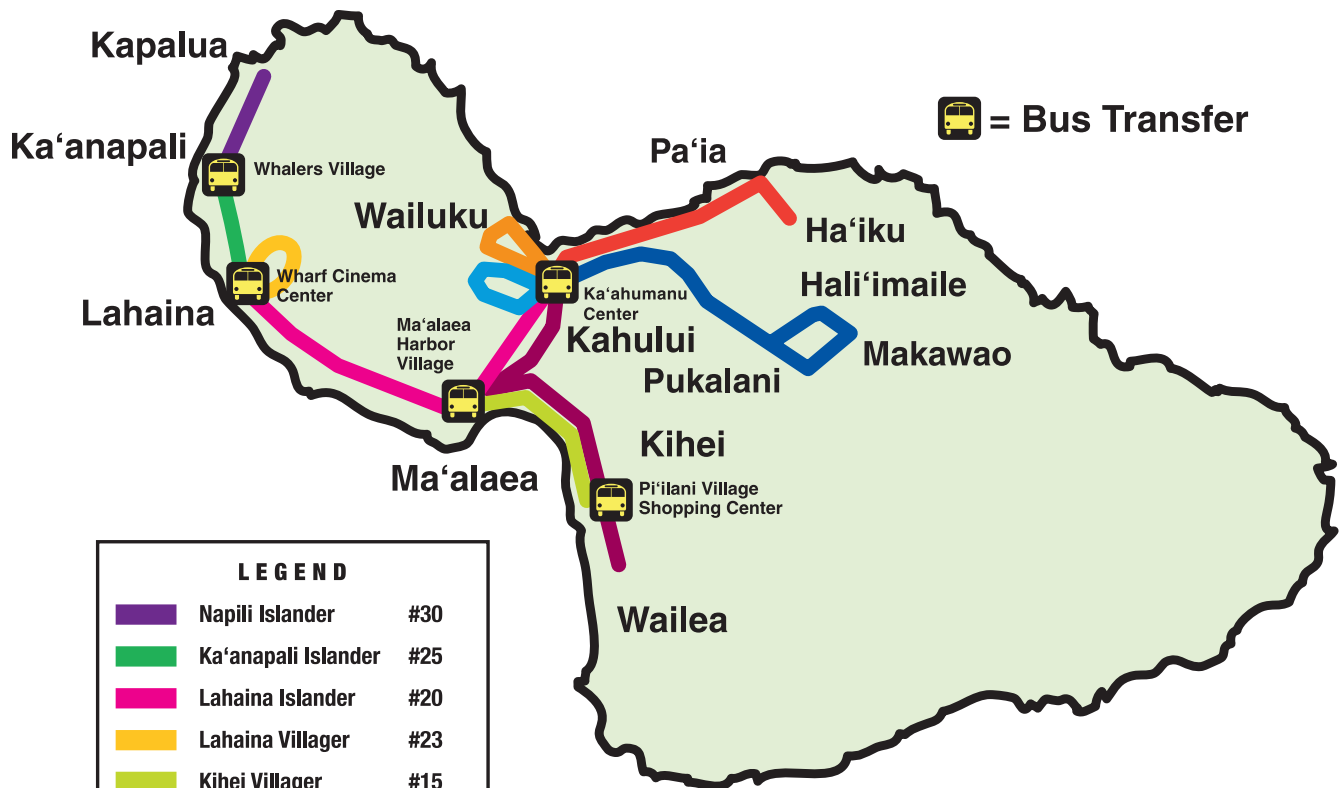 Kapalua
Ka‘anapali
Whalers Village
= Bus Transfer
Pa‘ia
Wailuku
Ha‘iku
Wharf Cinema
Center
Lahaina
Ka‘ahumanu
Center
Hali‘imaile
Ma‘alaea
Harbor
Village
Kahului
Makawao
Pukalani
Kihei
Ma‘alaea
Pi‘ilani Village
Shopping Center
Wailea
LEGEND
Napili Islander #30
Ka‘anapali Islander #25
Lahaina Islander #20
Lahaina Villager #23
Kihei Villager #15